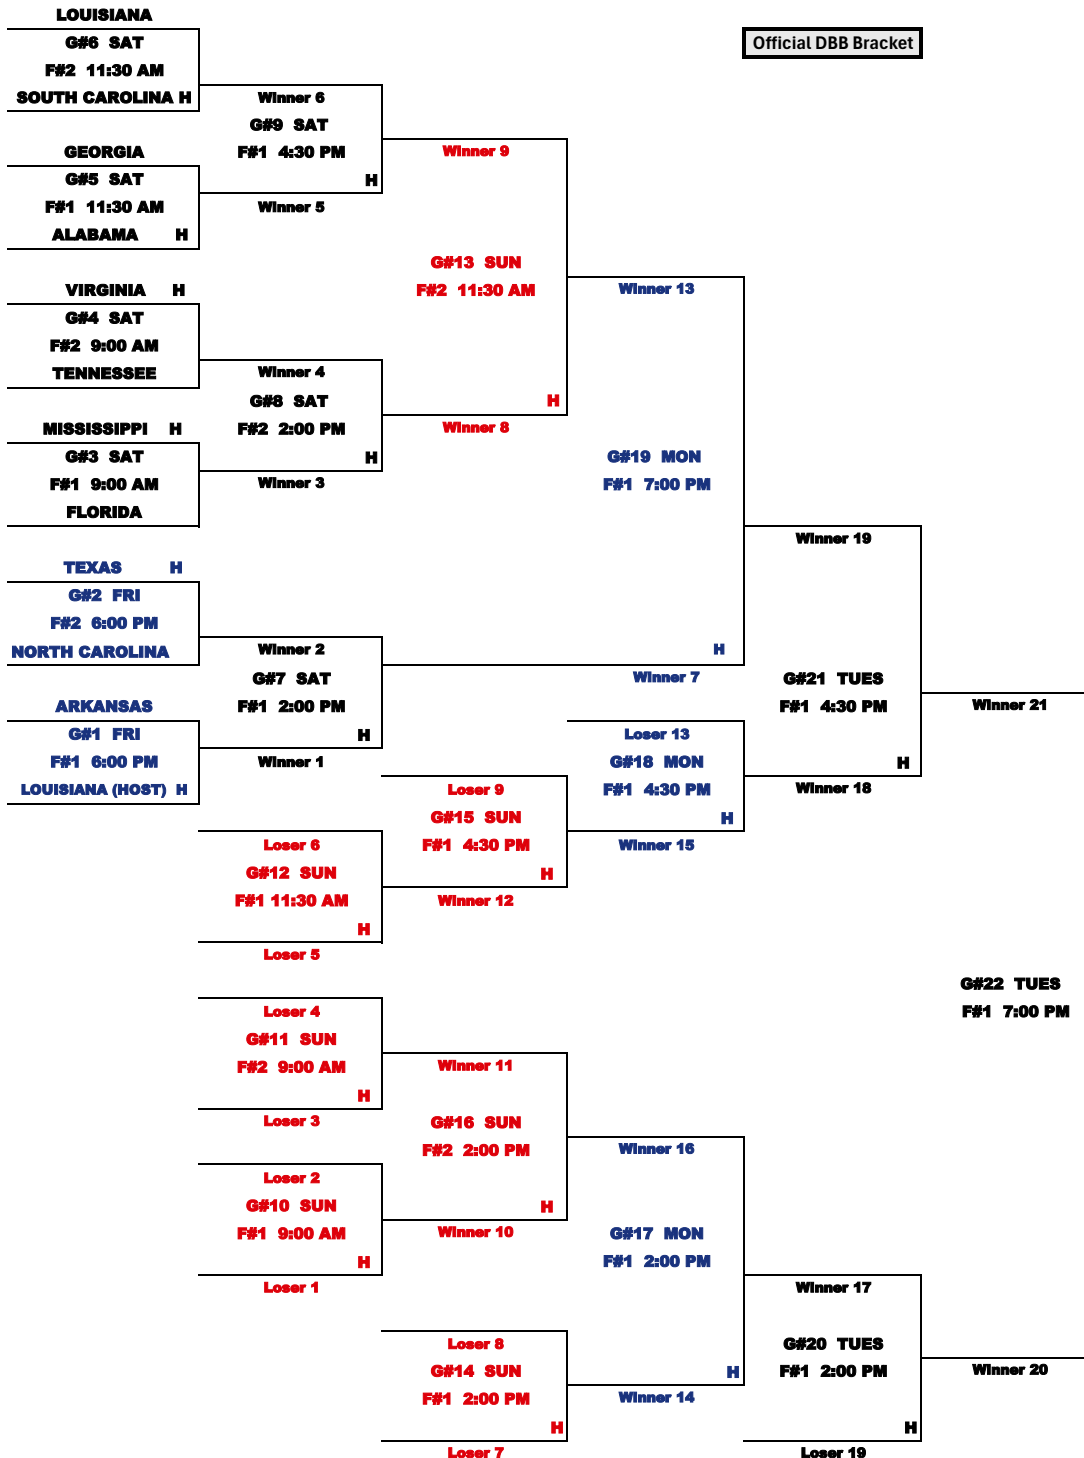 LOUISIANA
G#6 SAT
F#2 11:30 AM
SOUTH CAROLINA H
Official DBB Bracket
Winner 6
G#9 SAT
F#1 4:30 PM
H
Winner 5
GEORGIA
G#5 SAT
F#1 11:30 AM
ALABAMA H
Winner 9
G#13 SUN
F#2 11:30 AM
H
Winner 8
VIRGINIA H
G#4 SAT
F#2 9:00 AM
TENNESSEE
Winner 4
G#8 SAT
F#2 2:00 PM
H
Winner 3
MISSISSIPPI H
G#3 SAT
F#1 9:00 AM
FLORIDA
Winner 13
G#19 MON
F#1 7:00 PM
H
Winner 7
TEXAS H
G#2 FRI
F#2 6:00 PM
NORTH CAROLINA
Winner 2
G#7 SAT
F#1 2:00 PM
H
Winner 1
ARKANSAS
G#1 FRI
F#1 6:00 PM
LOUISIANA (HOST) H
Winner 19
G#21 TUES
F#1 4:30 PM
H
Winner 18
Winner 21
Loser 13
G#18 MON
F#1 4:30 PM
H
Winner 15
Loser 9
G#15 SUN
F#1 4:30 PM
H
Winner 12
Loser 6
G#12 SUN
F#1 11:30 AM
H
Loser 5
G#22 TUES
F#1 7:00 PM
Loser 4
G#11 SUN
F#2 9:00 AM
H
Loser 3
Winner 11
G#16 SUN
F#2 2:00 PM
H
Winner 10
Loser 2
G#10 SUN
F#1 9:00 AM
H
Loser 1
Winner 16
G#17 MON
F#1 2:00 PM
H
Winner 14
Loser 8
G#14 SUN
F#1 2:00 PM
H
Loser 7
Winner 17
G#20 TUES
F#1 2:00 PM
H
Loser 19
Winner 20